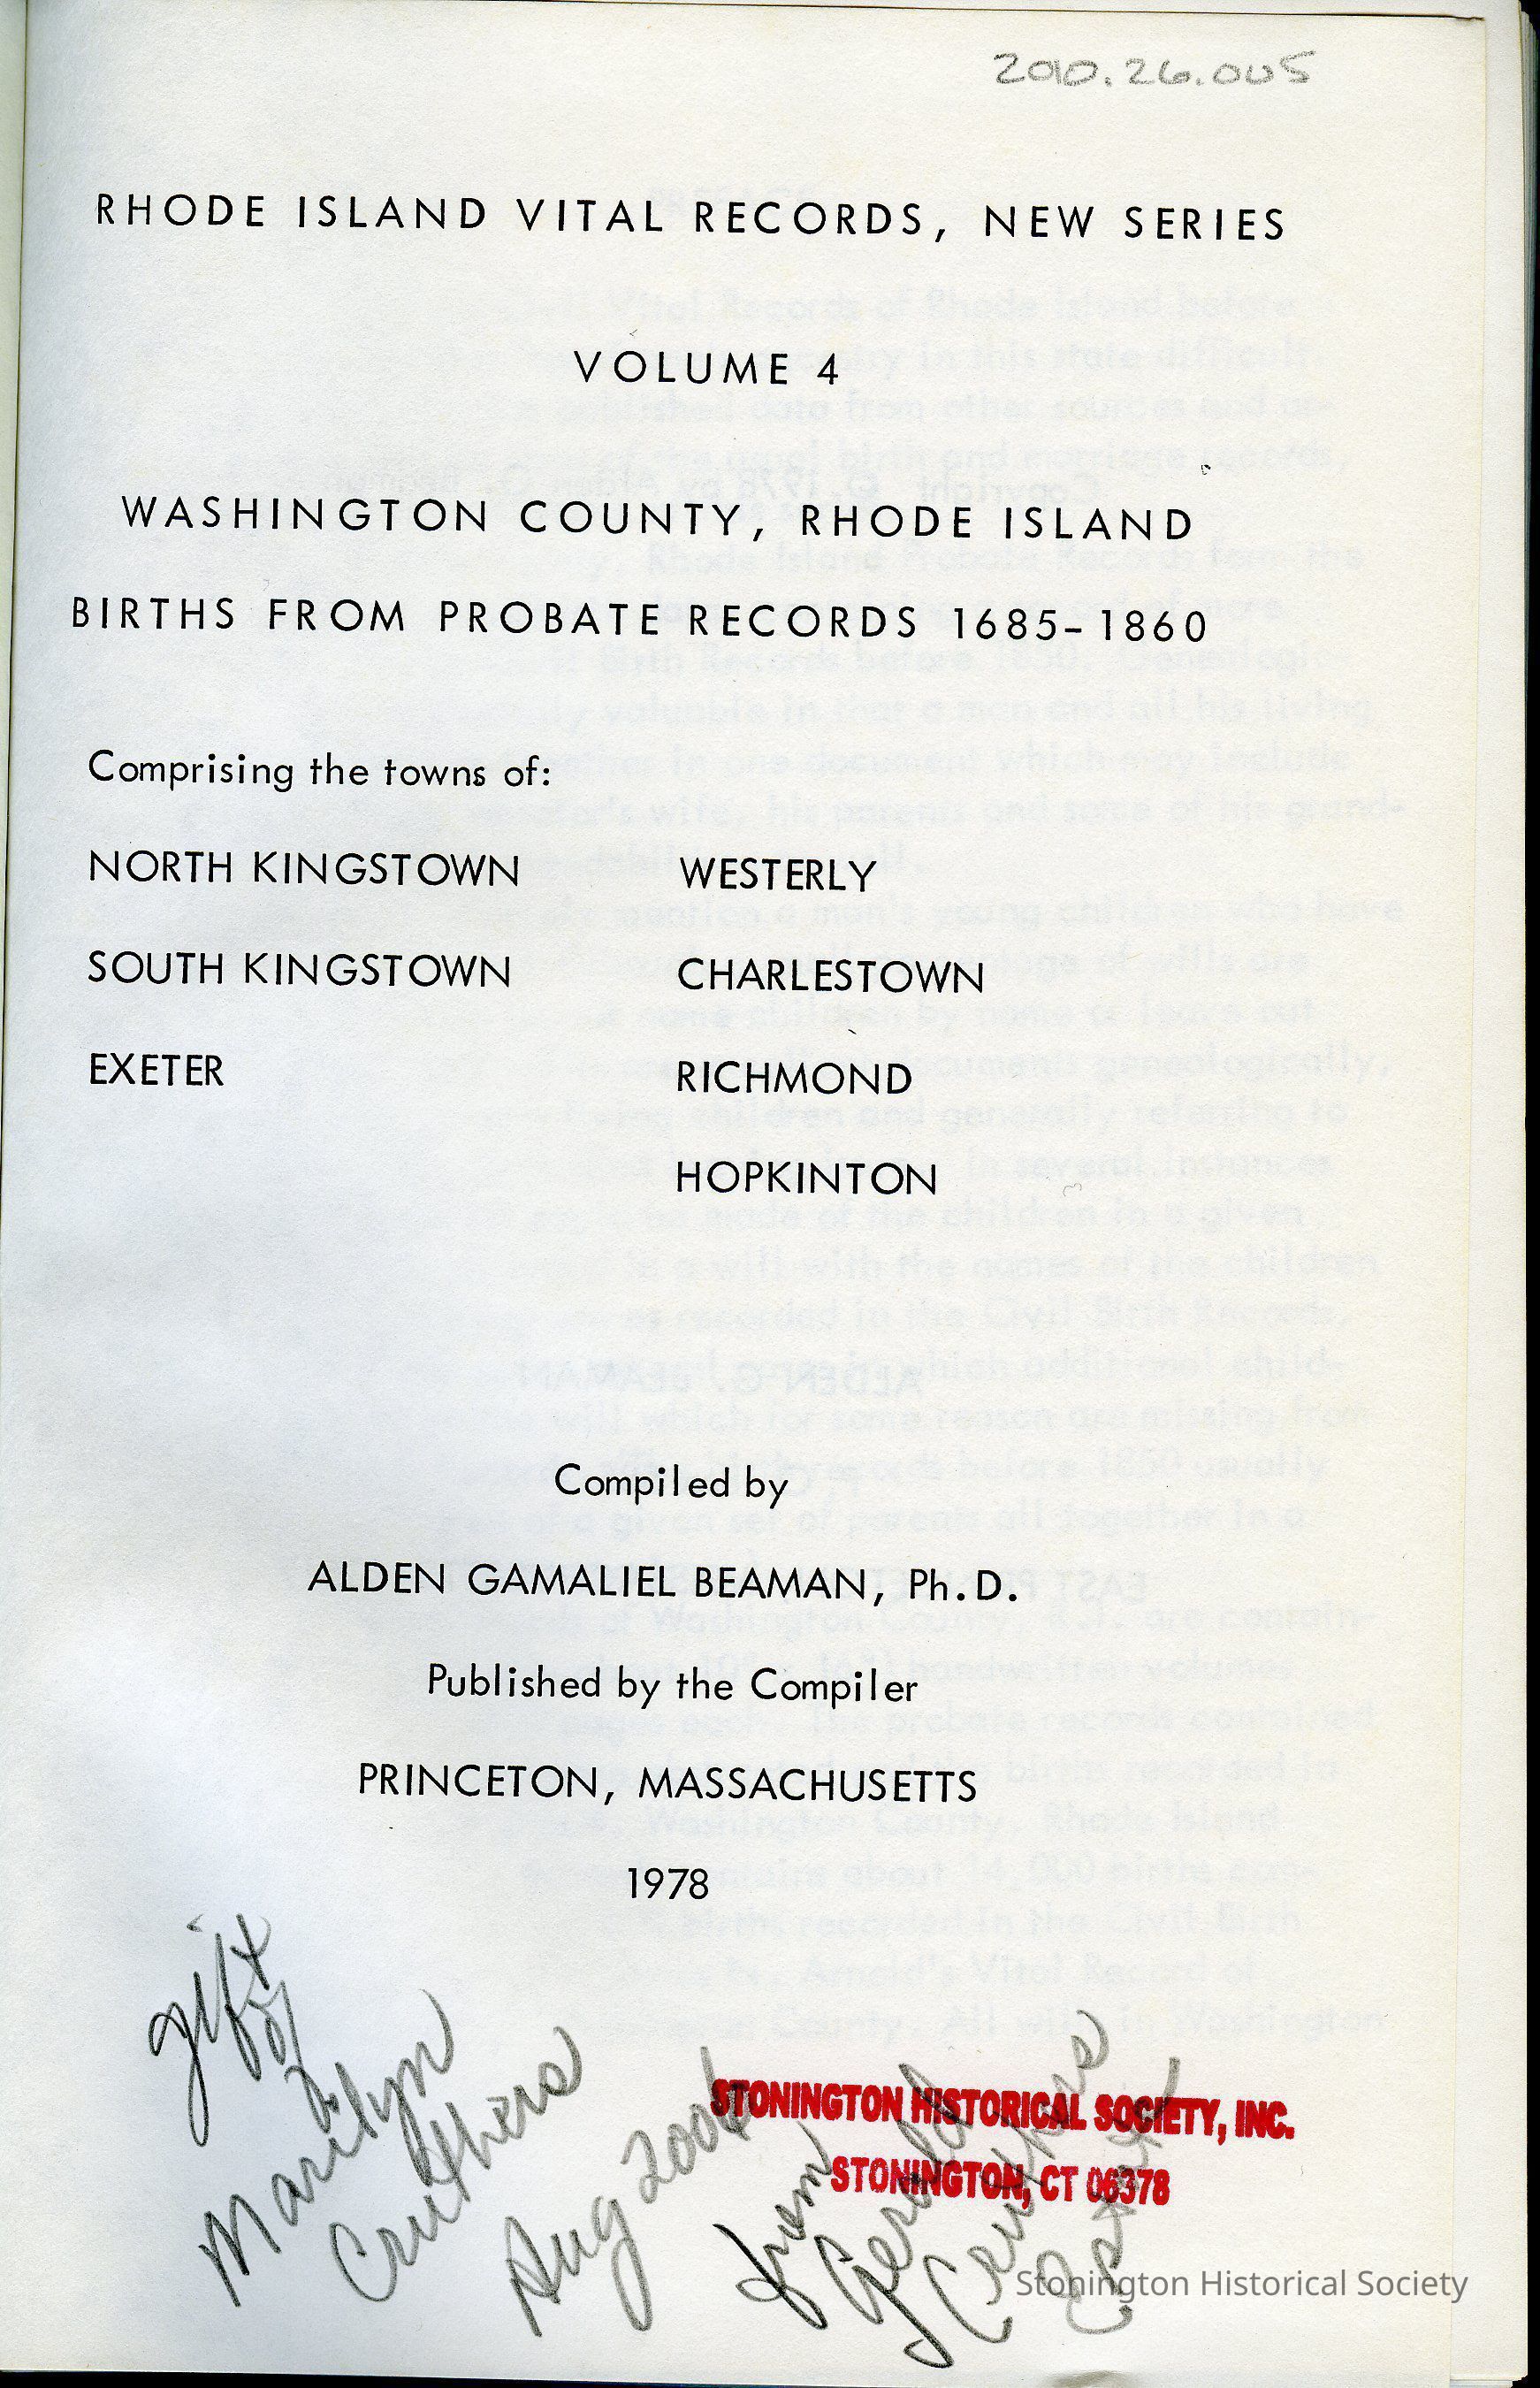 2010.26.005
RHODE ISLAND VITAL RECORDS, NEW SERIES
VOLUME 4
WASHINGTON COUNTY, RHODE ISLAND
BIRTHS FROM PROBATE RECORDS 1685-1860
Comprising the towns of:
NORTH KINGSTOWN WESTERLY
SOUTH KINGSTOWN CHARLESTOWN
EXETER RICHMOND
HOPKINTON
Compiled by
ALDEN GAMALIEL BEAMAN, Ph.D.
Published by the Compiler
PRINCETON, MASSACHUSETTS
1978
gift
of
Marilyn
Cruthers
Aug 2006
from
Gerald
Estate
STONINGTON HISTORICAL SOCIETY, INC.
STONINGTON, CT 06378
Stonington Historical Society